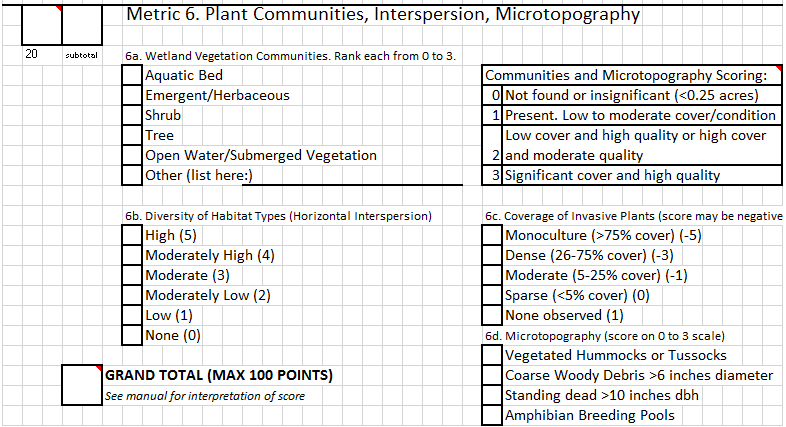 Metric 6. Plant Communities, Interspersion, Microtopography
20 subtotal
6a. Wetland Vegetation Communities. Rank each from 0 to 3.
Aquatic Bed
Emergent/Herbaceous
Shrub
Tree
Open Water/Submerged Vegetation
Other (list here:)
Communities and Microtopography Scoring:
0 Not found or insignificant (<0.25 acres)
1 Present. Low to moderate cover/condition
Low cover and high quality or high cover
2 and moderate quality
3 Significant cover and high quality
6b. Diversity of Habitat Types (Horizontal Interspersion)
High (5)
Moderately High (4)
Moderate (3)
Moderately Low (2)
Low (1)
None (0)
6c. Coverage of Invasive Plants (score may be negative
Monoculture (>75% cover) (-5)
Dense (26-75% cover) (-3)
Moderate (5-25% cover) (-1)
Sparse (<5% cover) (0)
None observed (1)
6d. Microtopography (score on 0 to 3 scale)
Vegetated Hummocks or Tussocks
Coarse Woody Debris >6 inches diameter
Standing dead >10 inches dbh
Amphibian Breeding Pools
GRAND TOTAL (MAX 100 POINTS)
See manual for interpretation of score